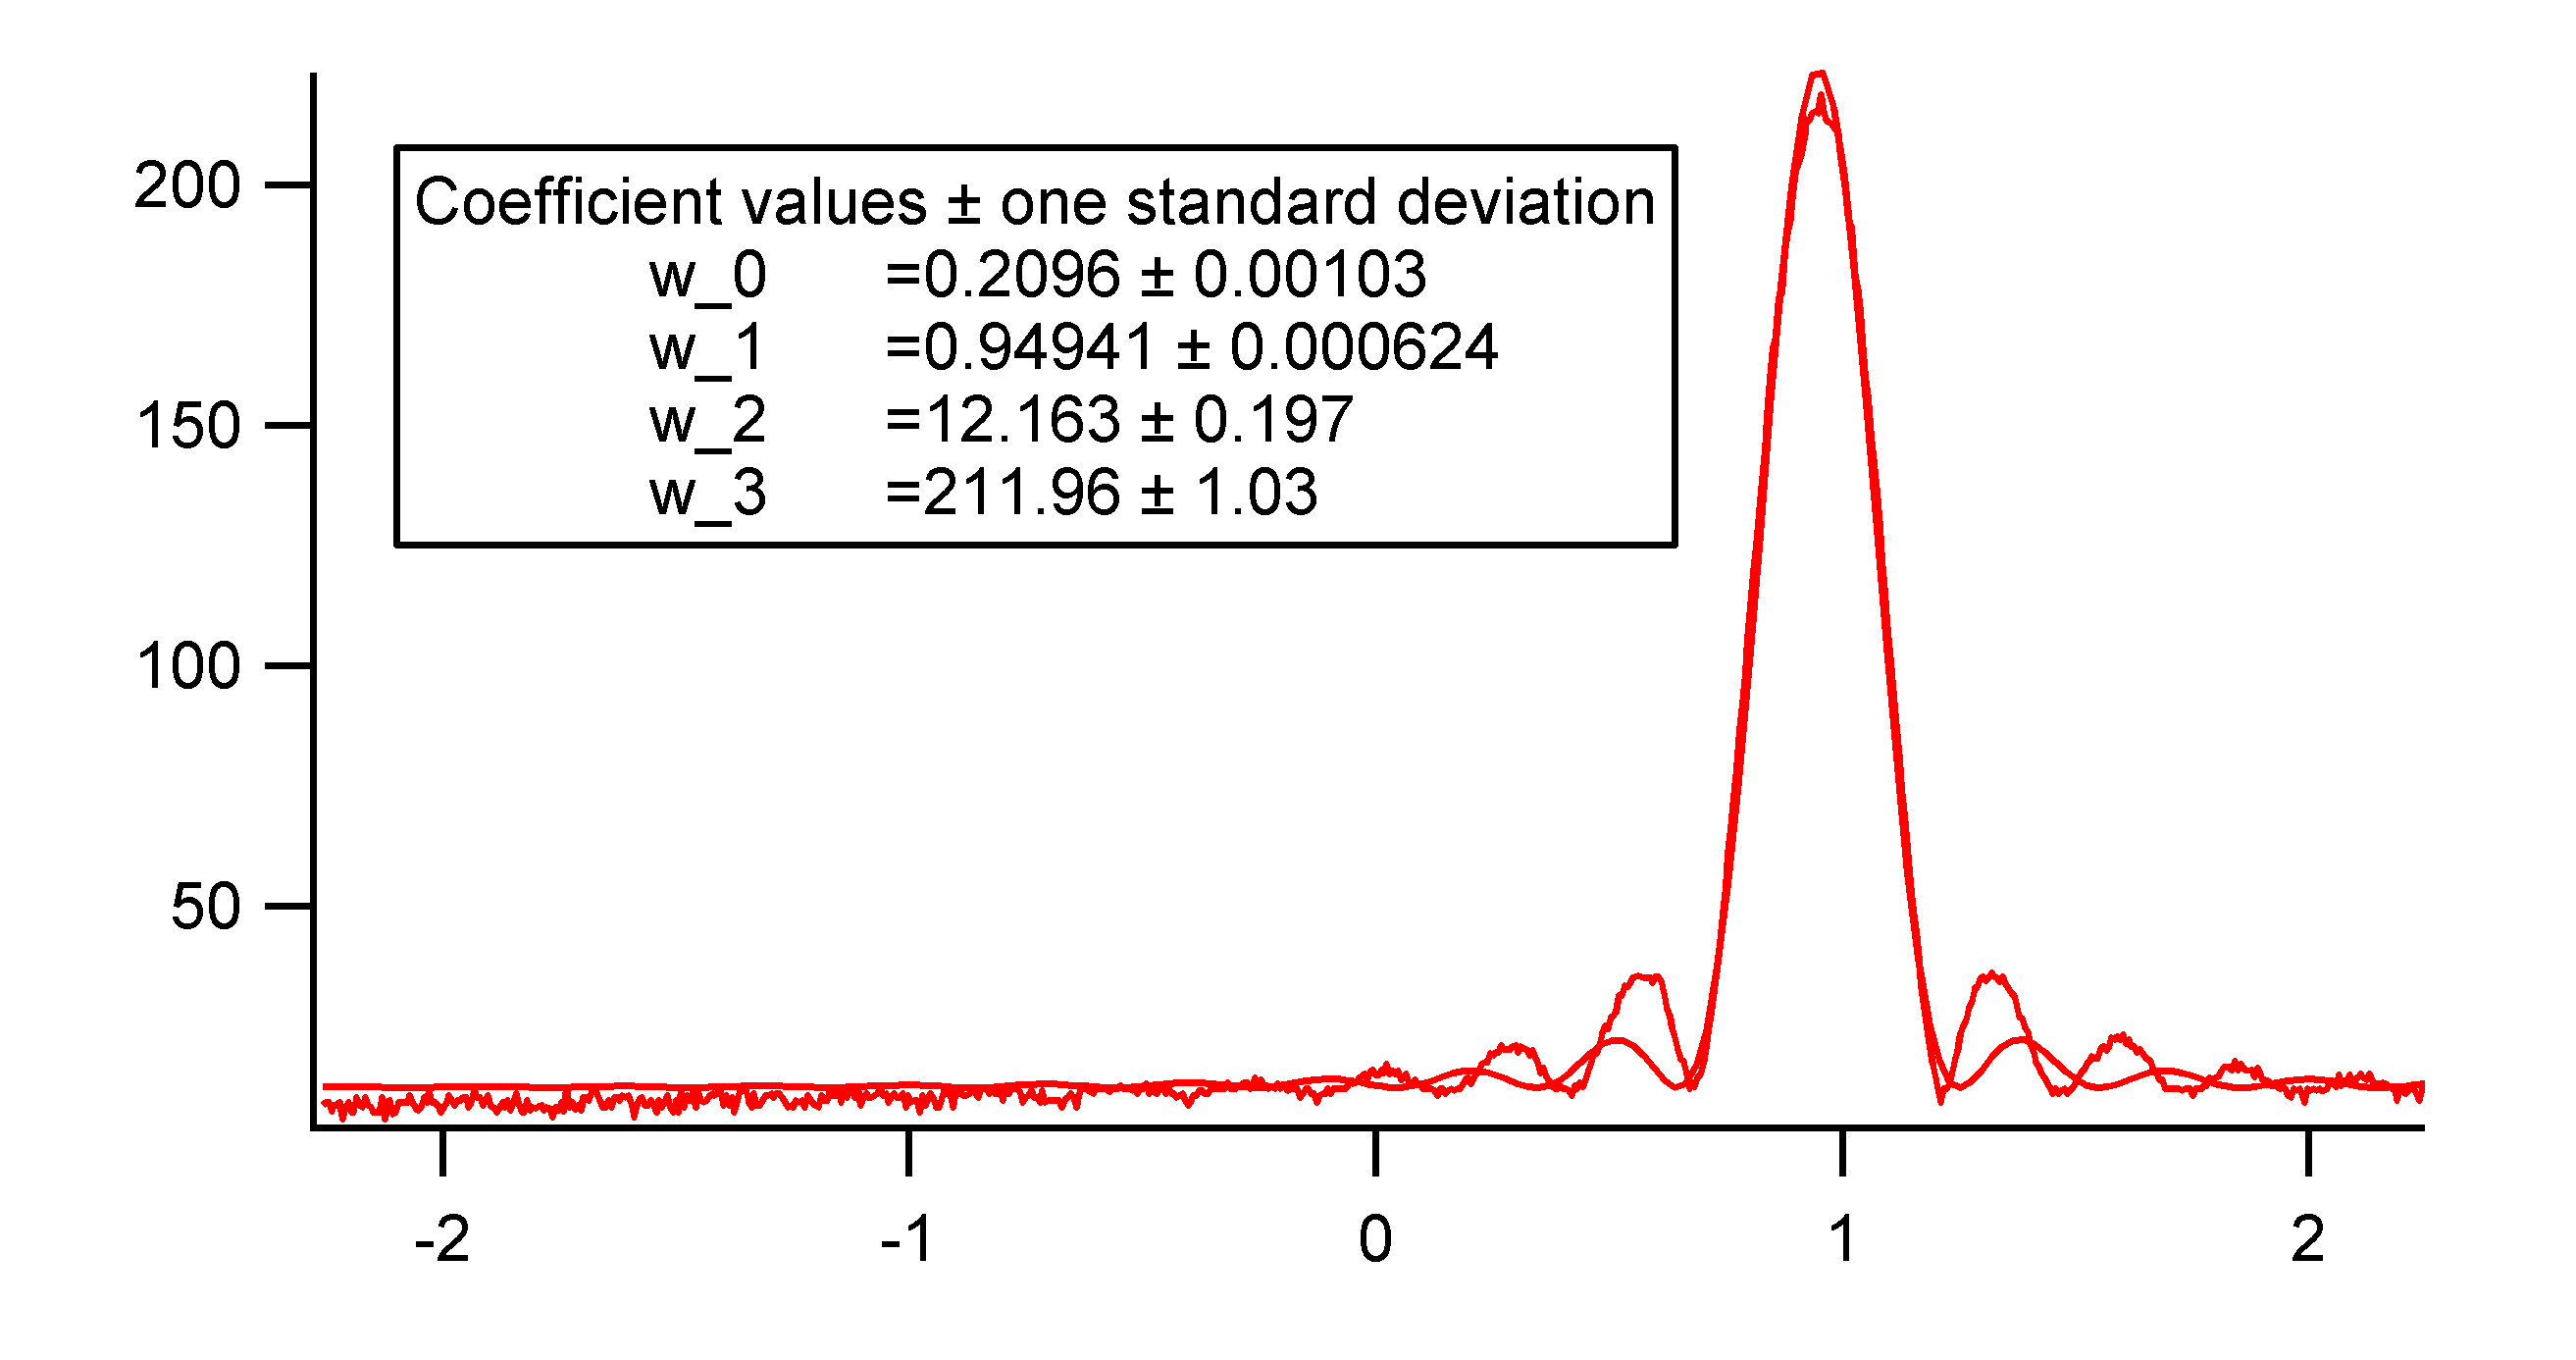 200
150
100
50
Coefficient values ± one standard deviation
w_0 =0.2096 ± 0.00103
w_1 =0.94941 ± 0.000624
w_2 =12.163 ± 0.197
w_3 =211.96 ± 1.03
-2 -1 0 1 2